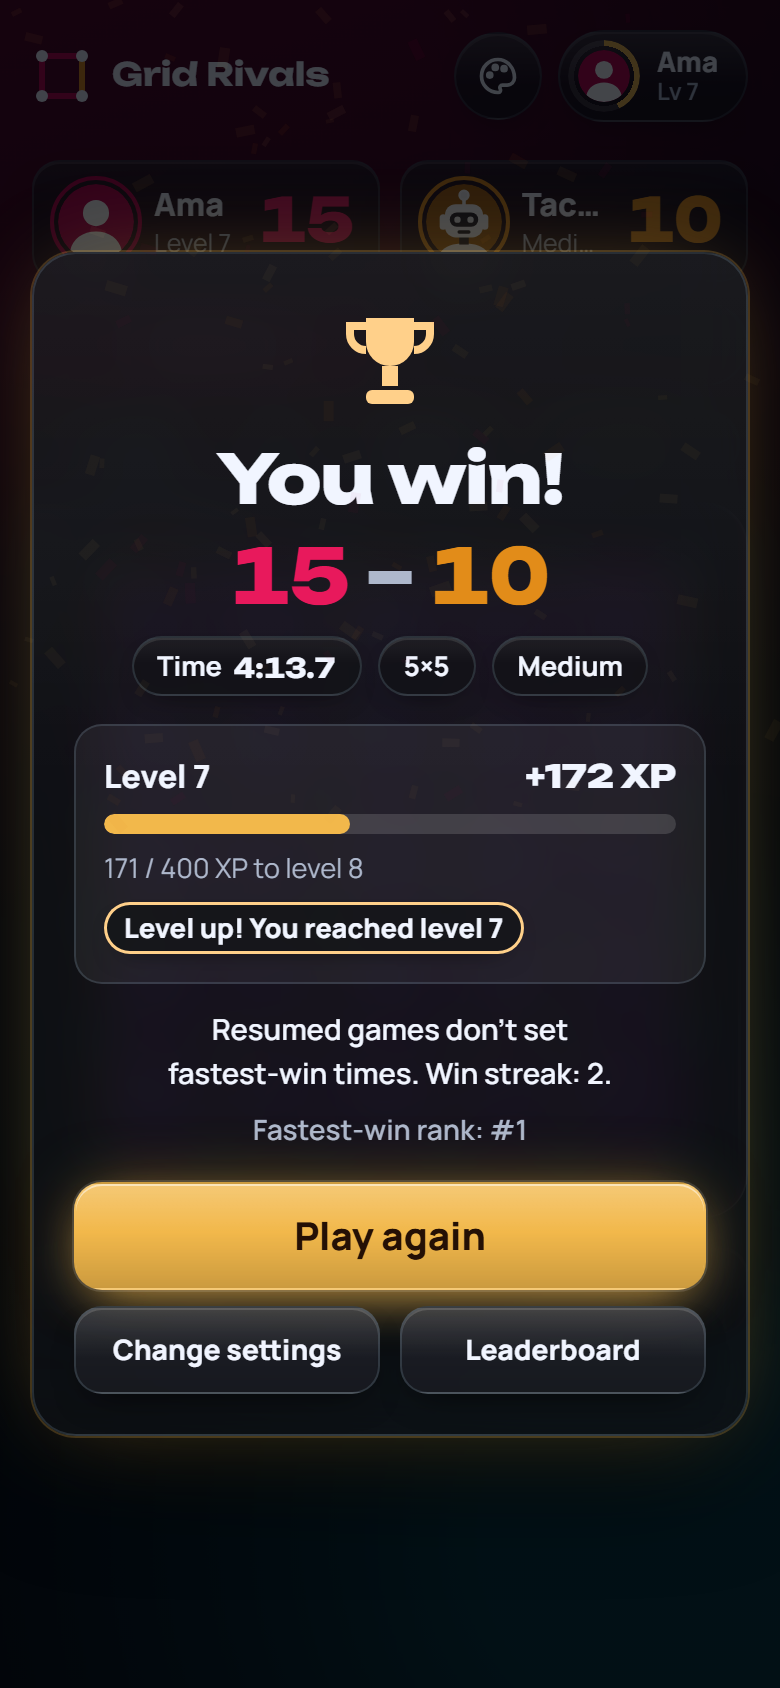 Grid Rivals
Ama
Lv 7
Ama
Level 7
15
Tac...
Medi...
10
You win!
15 – 10
Time 4:13.7
5×5
Medium
Level 7
+172 XP
171 / 400 XP to level 8
Level up! You reached level 7
Resumed games don’t set
fastest-win times. Win streak: 2.
Fastest-win rank: #1
Play again
Change settings
Leaderboard